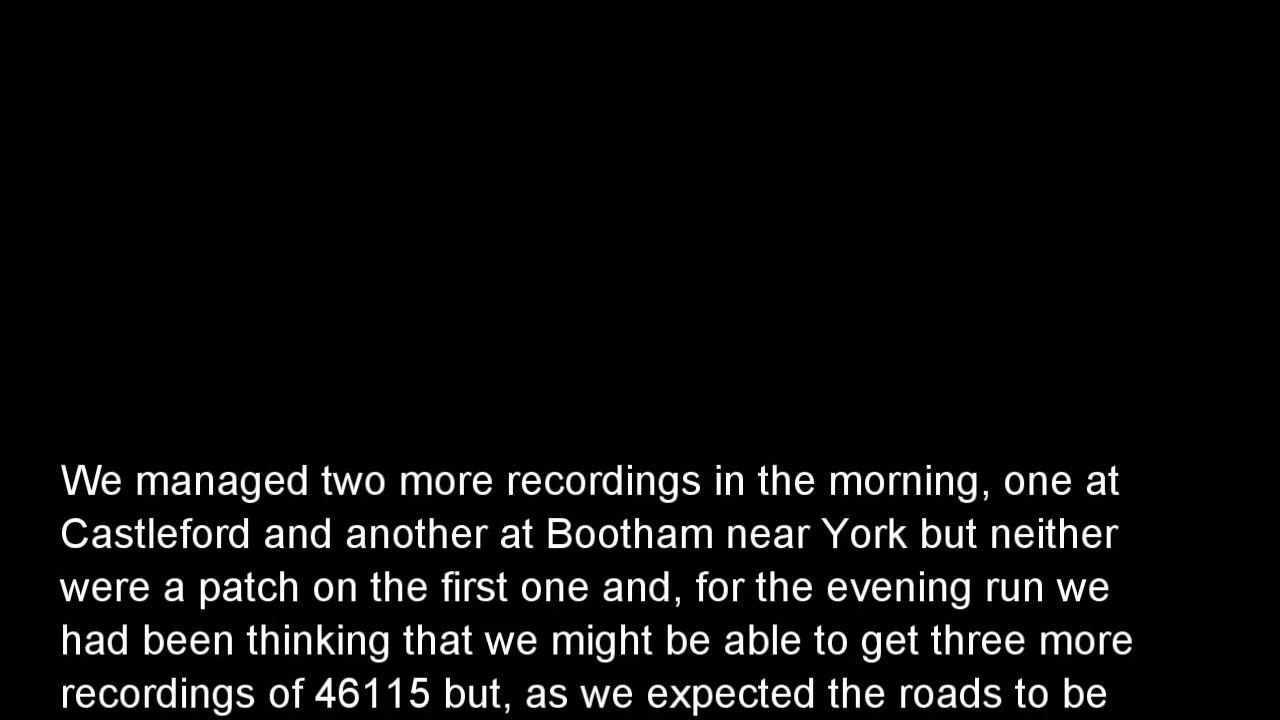 We managed two more recordings in the morning, one at
Castleford and another at Bootham near York but neither
were a patch on the first one and, for the evening run we
had been thinking that we might be able to get three more
recordings of 46115 but, as we expected the roads to be